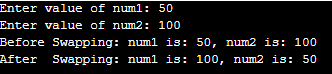 Enter value of num1: 50
Enter value of num2: 100
Before Swapping: num1 is: 50, num2 is: 100
After  Swapping: num1 is: 100, num2 is: 50